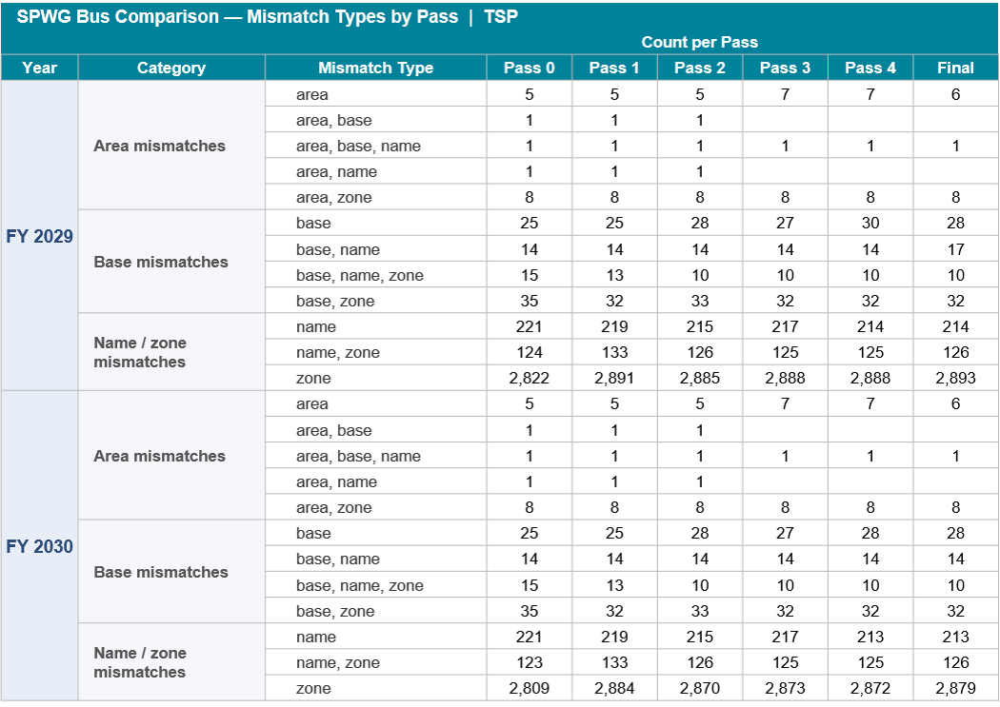 SPWG Bus Comparison — Mismatch Types by Pass | TSP
Count per Pass
Year Category Mismatch Type Pass 0 Pass 1 Pass 2 Pass 3 Pass 4 Final
FY 2029
Area mismatches
area 5 5 5 7 7 6
area, base 1 1 1
area, base, name 1 1 1 1 1 1
area, name 1 1 1
area, zone 8 8 8 8 8 8
Base mismatches
base 25 25 28 27 30 28
base, name 14 14 14 14 14 17
base, name, zone 15 13 10 10 10 10
base, zone 35 32 33 32 32 32
Name / zone
mismatches
name 221 219 215 217 214 214
name, zone 124 133 126 125 125 126
zone 2,822 2,891 2,885 2,888 2,888 2,893
FY 2030
Area mismatches
area 5 5 5 7 7 6
area, base 1 1 1
area, base, name 1 1 1 1 1 1
area, name 1 1 1
area, zone 8 8 8 8 8 8
Base mismatches
base 25 25 28 27 28 28
base, name 14 14 14 14 14 14
base, name, zone 15 13 10 10 10 10
base, zone 35 32 33 32 32 32
Name / zone
mismatches
name 221 219 215 217 213 213
name, zone 123 133 126 125 125 126
zone 2,809 2,884 2,870 2,873 2,872 2,879